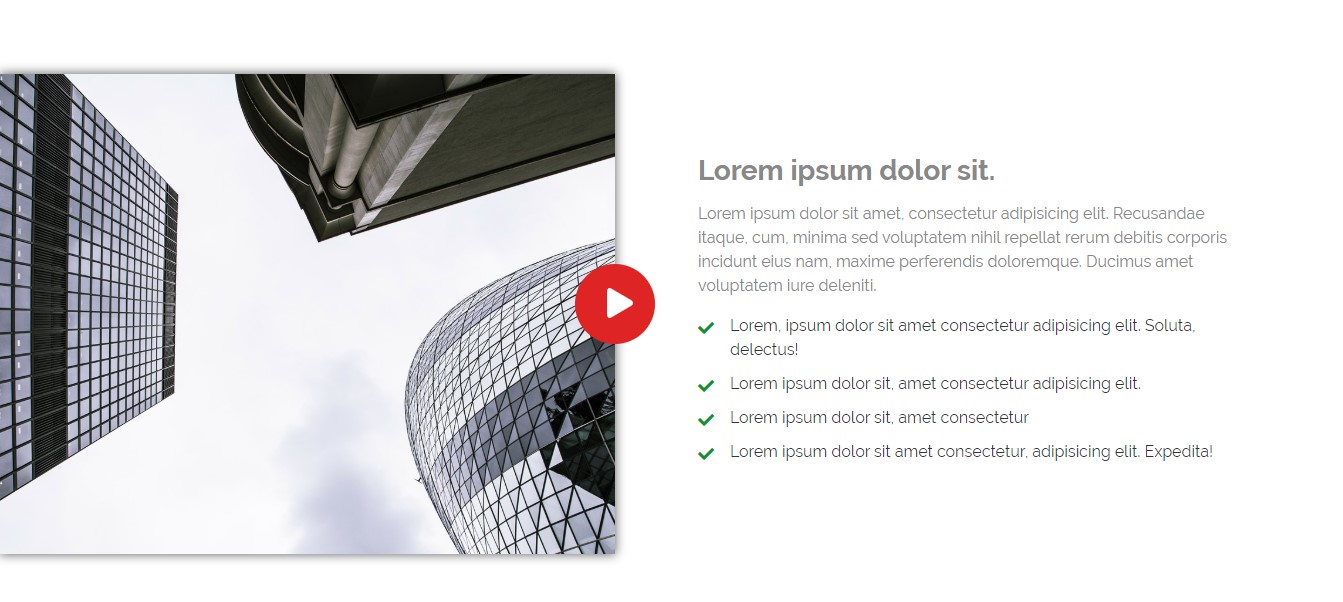 Lorem ipsum dolor sit.
Lorem ipsum dolor sit amet, consectetur adipisicing elit. Recusandae
itaque, cum, minima sed voluptatem nihil repellat rerum debitis corporis
incidunt eius nam, maxime perferendis doloremque. Ducimus amet
voluptatem iure deleniti.
Lorem, ipsum dolor sit amet consectetur adipisicing elit. Soluta,
delectus!
Lorem ipsum dolor sit, amet consectetur adipisicing elit.
Lorem ipsum dolor sit, amet consectetur
Lorem ipsum dolor sit amet consectetur, adipisicing elit. Expedita!